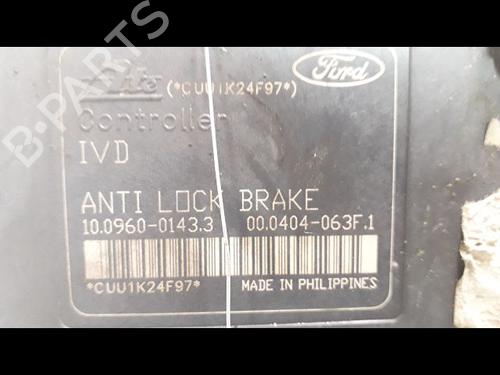 B-PARTS
ate (*CUU1K24F97*) Ford
Controller
IVD
ANTI LOCK BRAKE
10.0960-0143.3 00.0404-063F.1
*CUU1K24F97* MADE IN PHILIPPINES